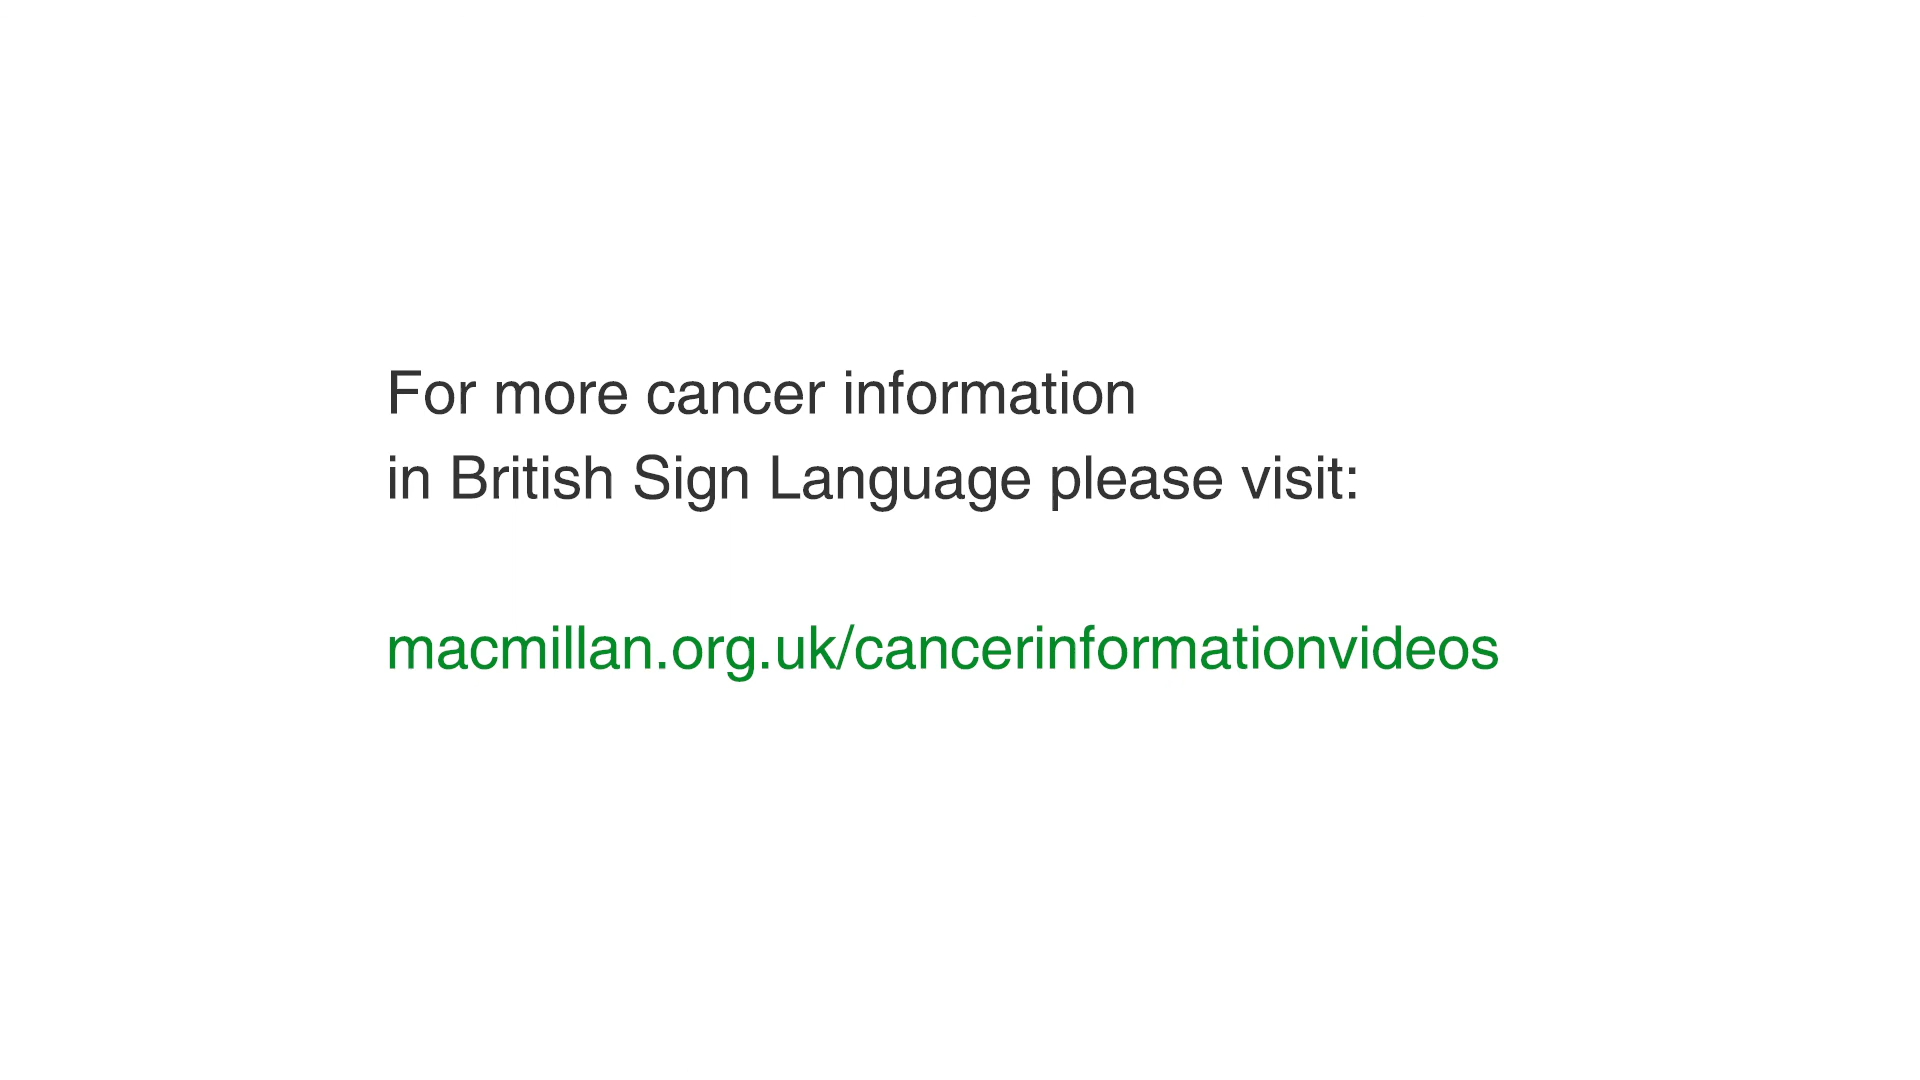 For more cancer information
in British Sign Language please visit:
macmillan.org.uk/cancerinformationvideos